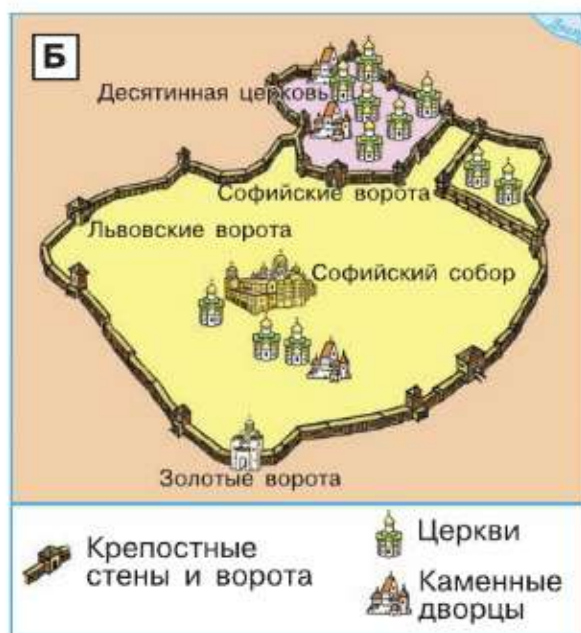 Б
Десятинная церковь
Софийские ворота
Львовские ворота
Софийский собор
Золотые ворота
Крепостные
стены и ворота
Церкви
Каменные
дворцы